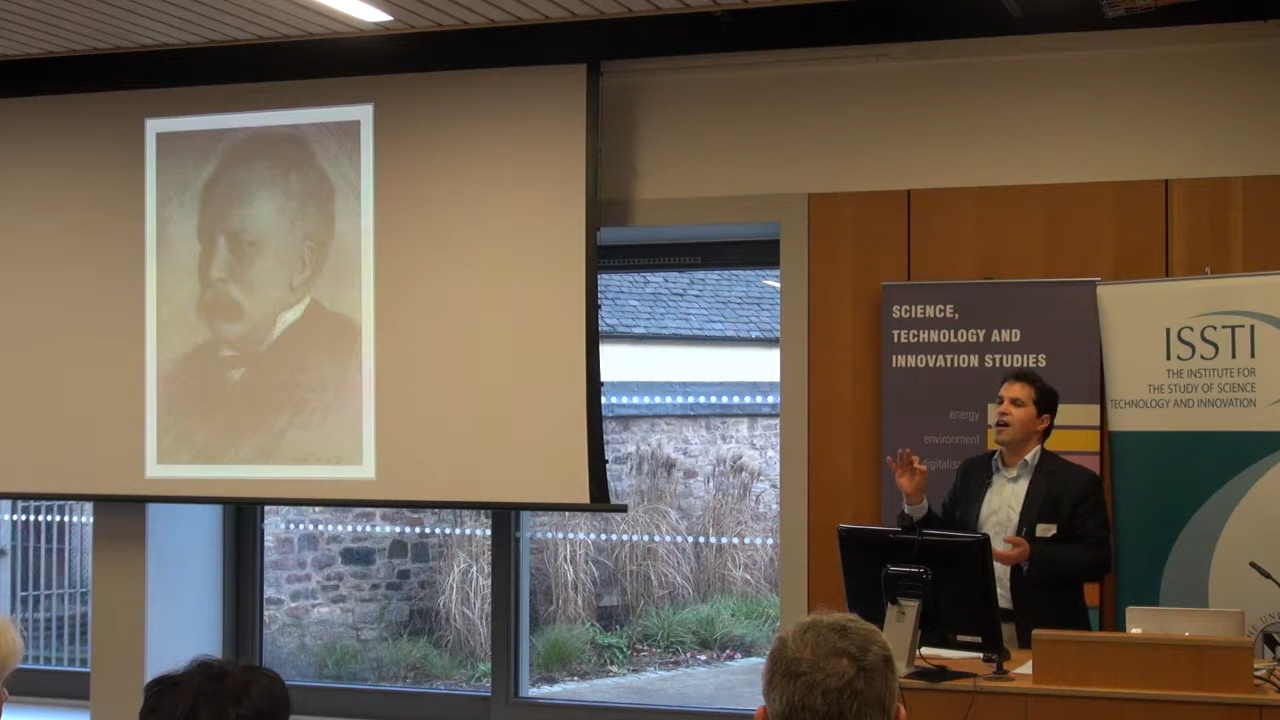 SCIENCE,
TECHNOLOGY AND
INNOVATION STUDIES
energy
environment
ISSTI
THE INSTITUTE FOR
THE STUDY OF SCIENCE
TECHNOLOGY AND INNOVATION